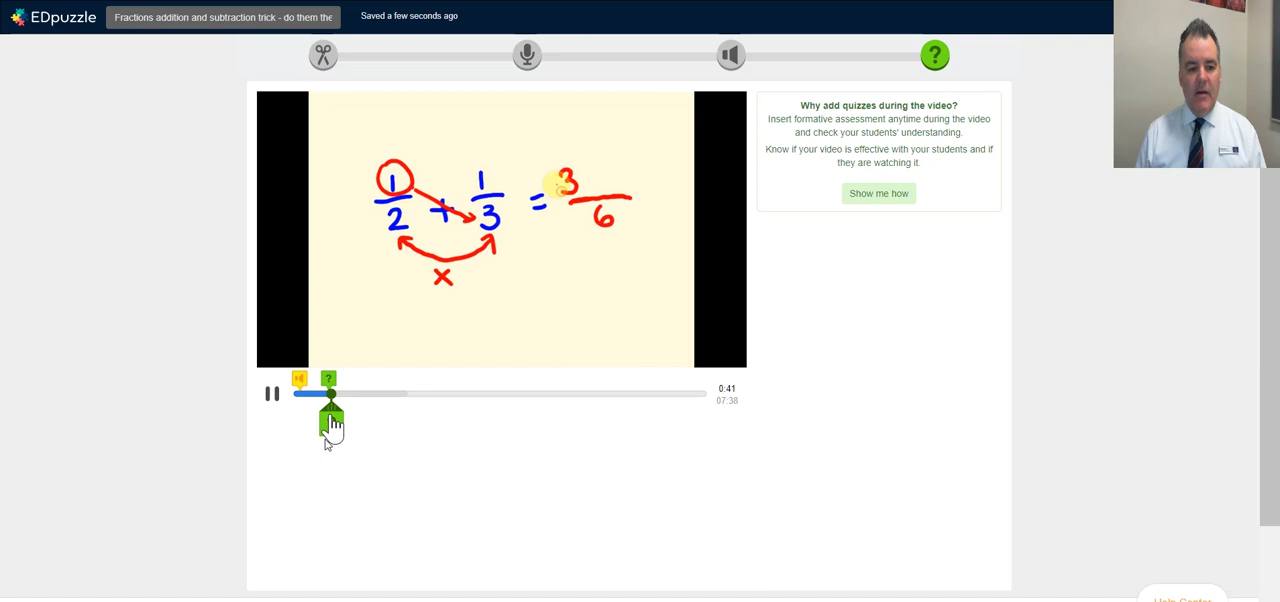 EDpuzzle
Fractions addition and subtraction trick - do them the
Saved a few seconds ago
?
Why add quizzes during the video?
Insert formative assessment anytime during the video
and check your students' understanding.
Know if your video is effective with your students and if
they are watching it.
Show me how
1/2 + 1/3 = 3/6
x
?
0:41
07:38
Help Center